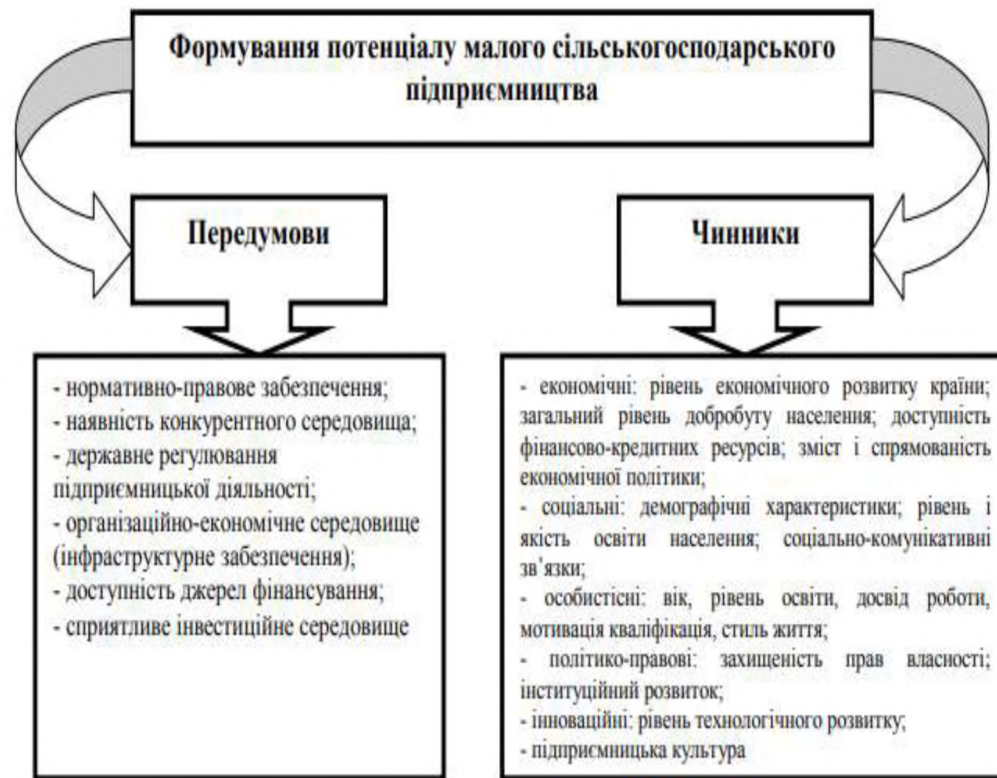 Формування потенціалу малого сільськогосподарського
підприємництва
Передумови
Чинники
- нормативно-правове забезпечення;
- наявність конкурентного середовища;
- державне регулювання
підприємницької діяльності;
- організаційно-економічне середовище
(інфраструктурне забезпечення);
- доступність джерел фінансування;
- сприятливе інвестиційне середовище
- економічні: рівень економічного розвитку країни;
загальний рівень добробуту населення; доступність
фінансово-кредитних ресурсів; зміст і спрямованість
економічної політики;
- соціальні: демографічні характеристики; рівень і
якість освіти населення; соціально-комунікативні
зв’язки;
- особистісні: вік, рівень освіти, досвід роботи,
мотивація кваліфікація, стиль життя;
- політико-правові: захищеність прав власності;
інституційний розвиток;
- інноваційні: рівень технологічного розвитку;
- підприємницька культура